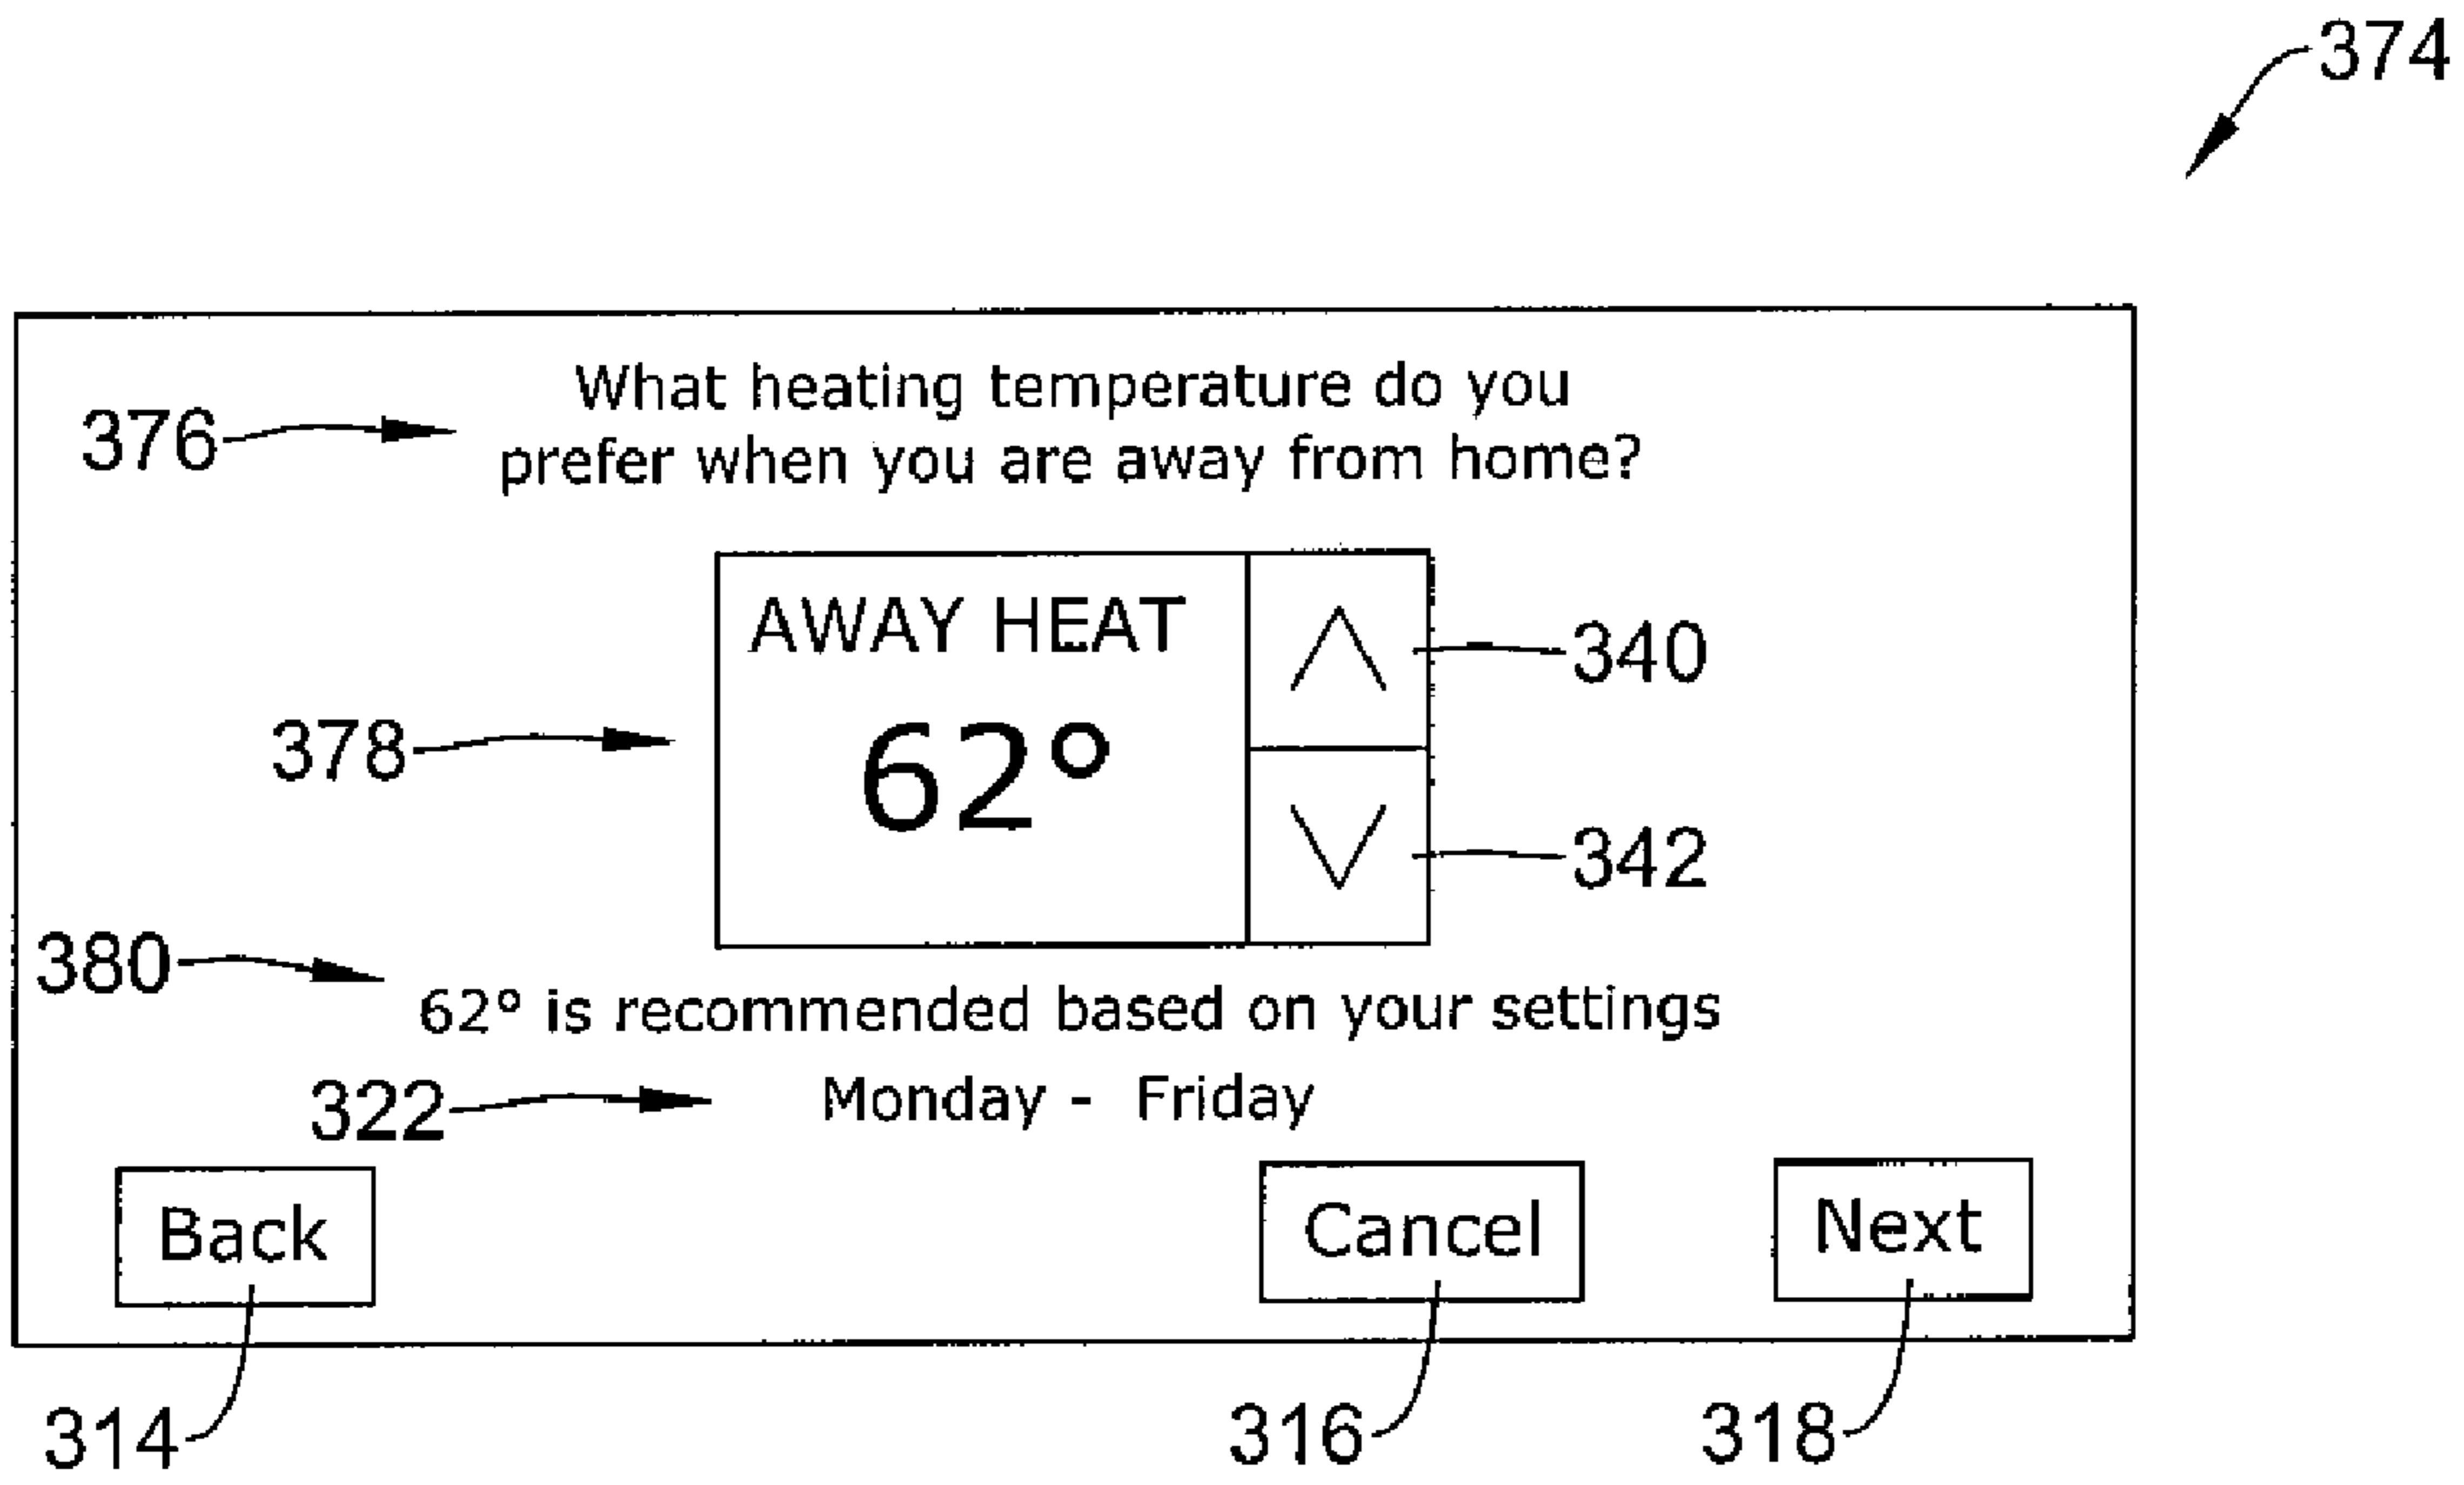 374
What heating temperature do you
376
prefer when you are away from home?
AWAY HEAT
340
378
62°
342
380
62° is recommended based on your settings
322
Monday - Friday
Back
Cancel
Next
314
316
318